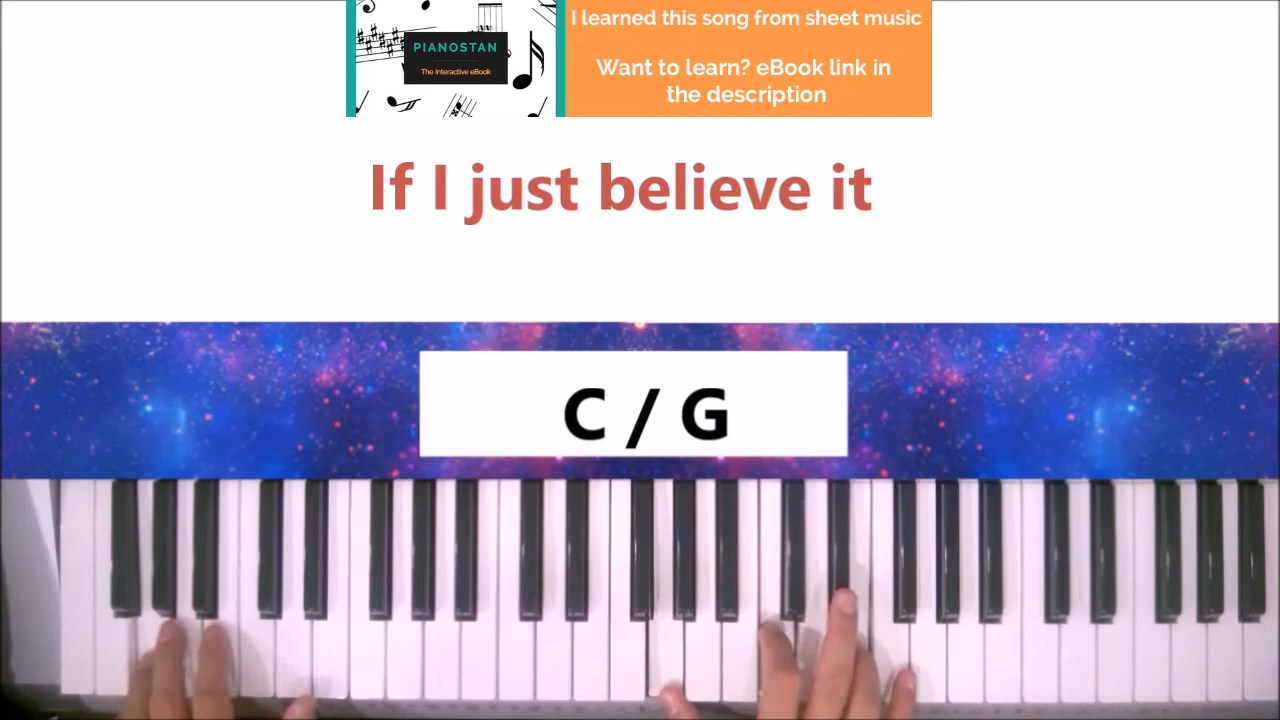 PIANOSTAN
The Interactive eBook
I learned this song from sheet music
Want to learn? eBook link in
the description
If I just believe it
C / G